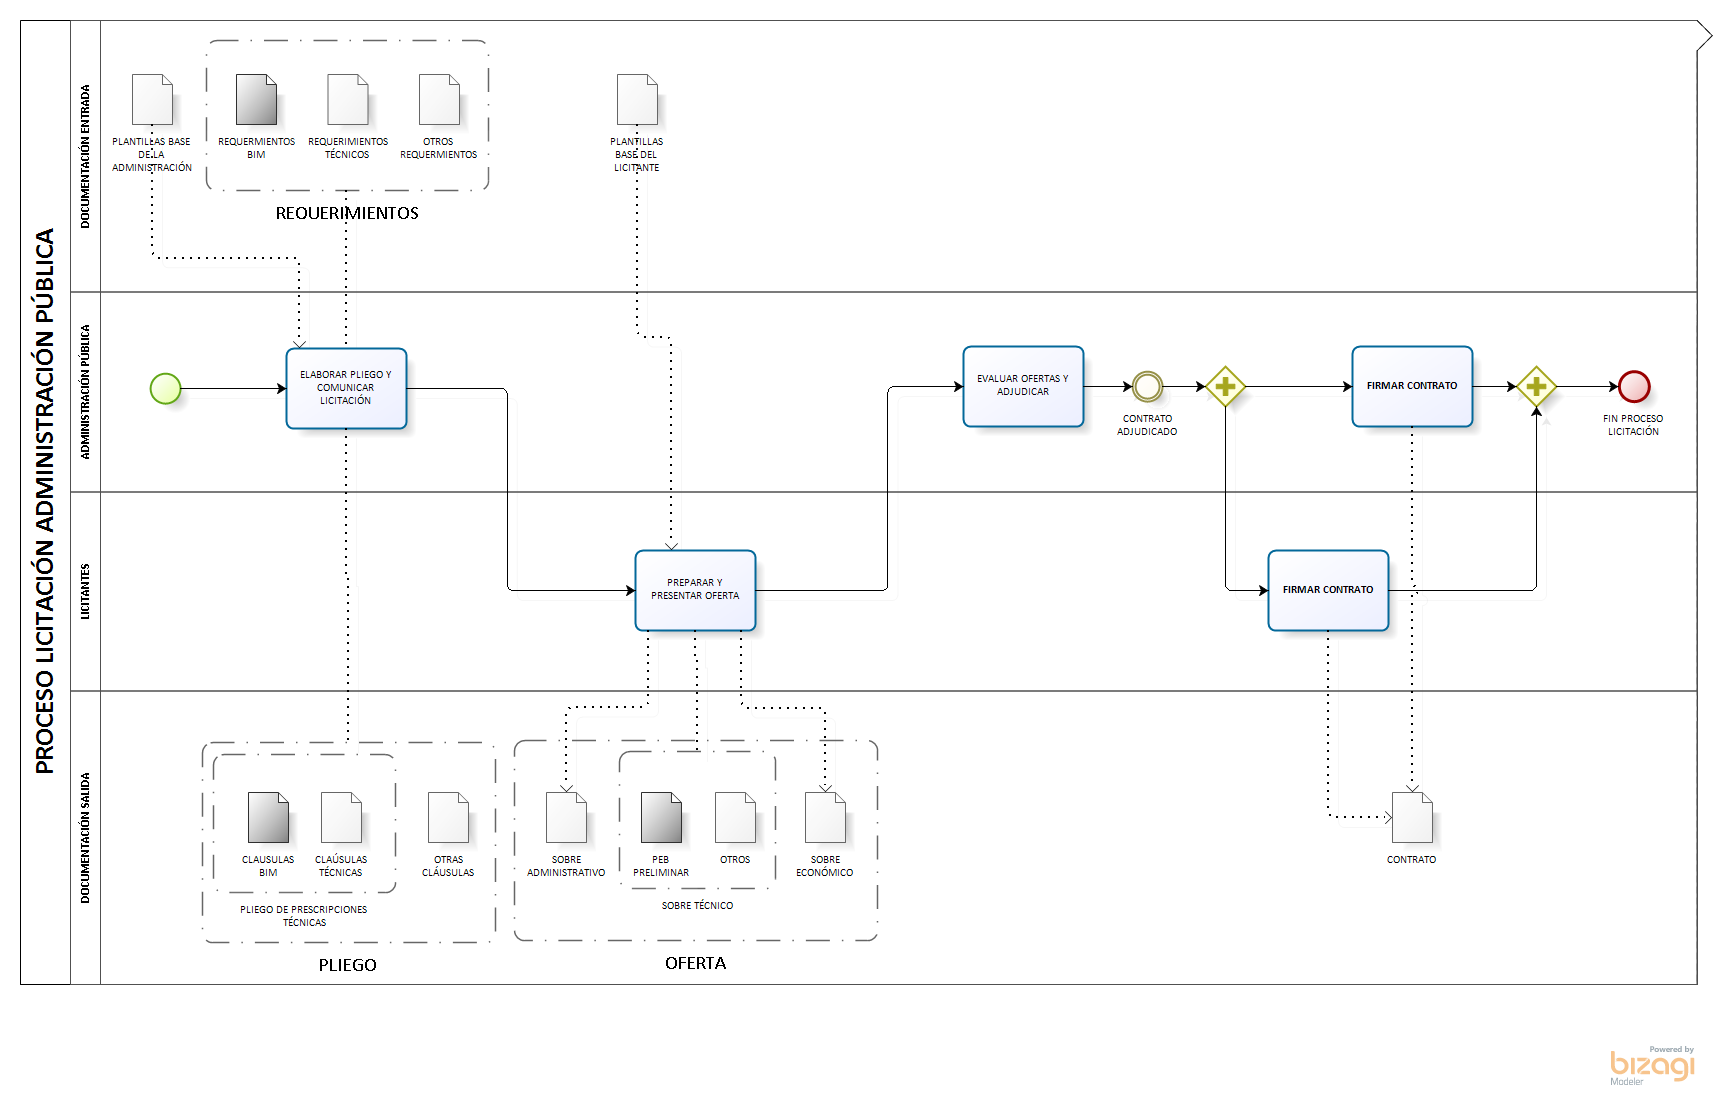 PROCESO LICITACIÓN ADMINISTRACIÓN PÚBLICA
DOCUMENTACIÓN ENTRADA
PLANTILLAS BASE
DE LA
ADMINISTRACIÓN
REQUERMIENTOS
BIM
REQUERIMIENTOS
TÉCNICOS
OTROS
REQUERMIENTOS
REQUERIMIENTOS
PLANTILLAS
BASE DEL
LICITANTE
ADMINISTRACIÓN PÚBLICA
ELABORAR PLIEGO Y
COMUNICAR
LICITACIÓN
EVALUAR OFERTAS Y
ADJUDICAR
CONTRATO
ADJUDICADO
FIRMAR CONTRATO
FIN PROCESO
LICITACIÓN
LICITANTES
PREPARAR Y
PRESENTAR OFERTA
FIRMAR CONTRATO
DOCUMENTACIÓN SALIDA
CLAUSULAS
BIM
CLAÚSULAS
TÉCNICAS
OTRAS
CLÁUSULAS
PLIEGO DE PRESCRIPCIONES
TÉCNICAS
PLIEGO
SOBRE
ADMINISTRATIVO
PEB
PRELIMINAR
OTROS
SOBRE
ECONÓMICO
SOBRE TÉCNICO
OFERTA
CONTRATO
Powered by
bizagi
Modeler